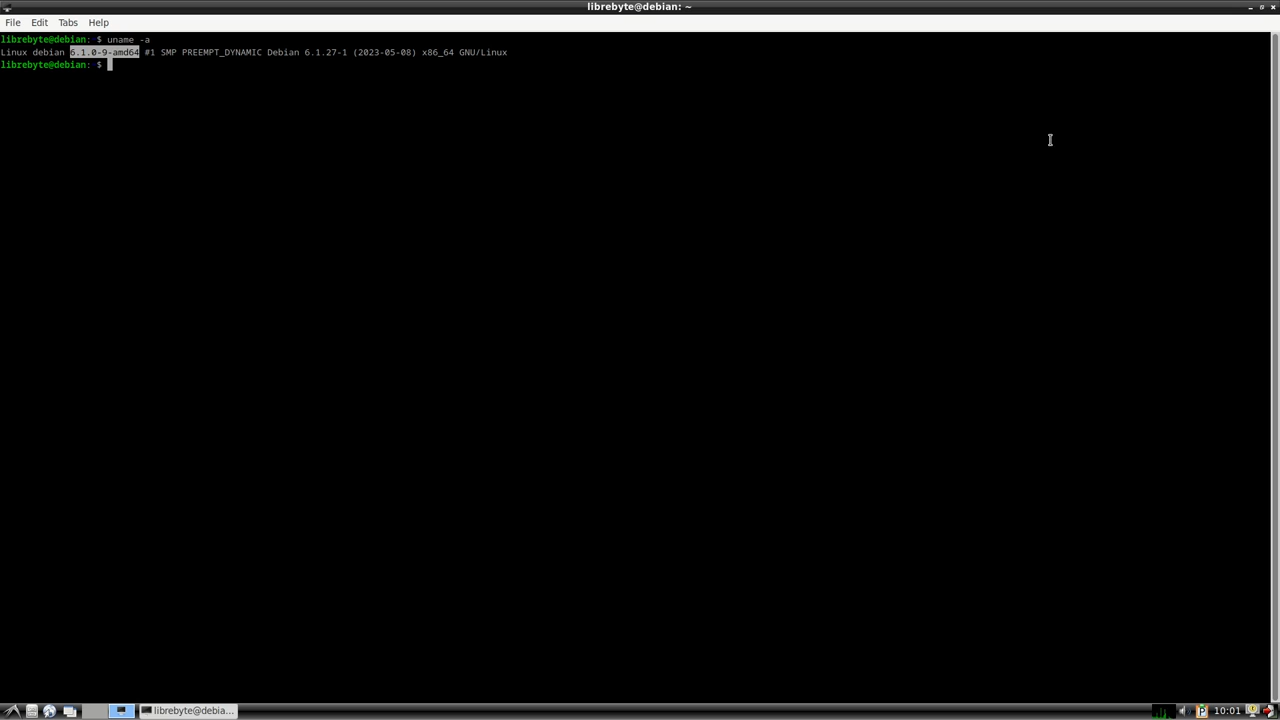 librebyte@debian: ~
File Edit Tabs Help
librebyte@debian: $ uname -a
Linux debian 6.1.0-9-amd64 #1 SMP PREEMPT_DYNAMIC Debian 6.1.27-1 (2023-05-08) x86_64 GNU/Linux
librebyte@debian: $
librebyte@debia... 10:01